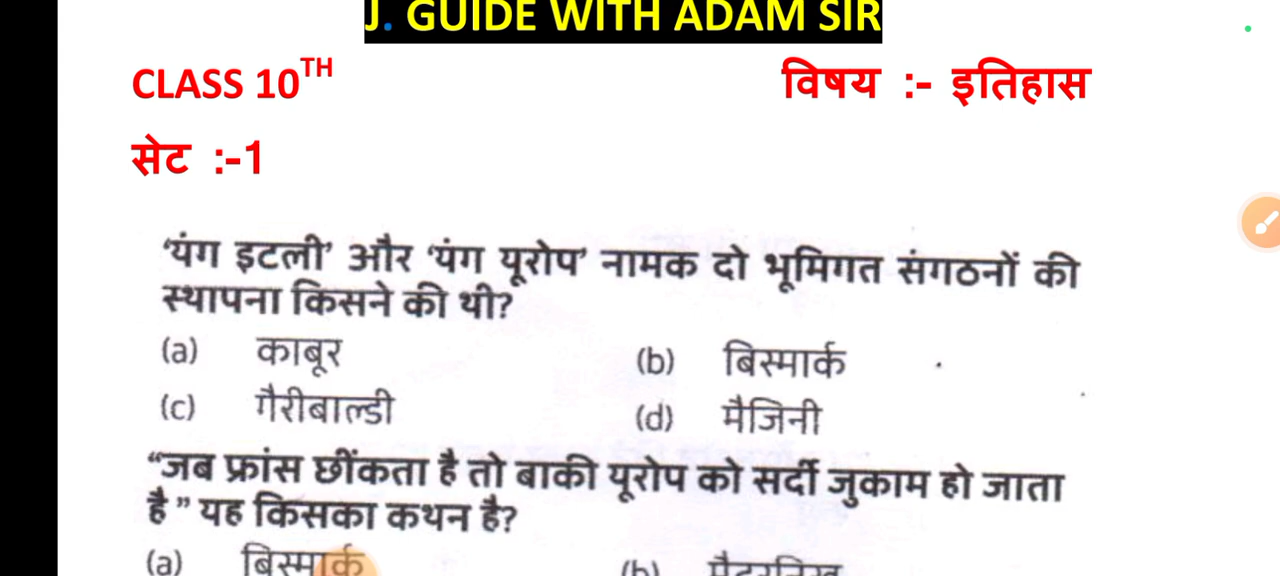 J. GUIDE WITH ADAM SIR
CLASS 10TH विषय :- इतिहास
सेट :-1
'यंग इटली' और 'यंग यूरोप' नामक दो भूमिगत संगठनों की
स्थापना किसने की थी?
(a) काबूर (b) बिस्मार्क
(c) गैरीबाल्डी (d) मैजिनी
“जब फ्रांस छींकता है तो बाकी यूरोप को सर्दी जुकाम हो जाता
है” यह किसका कथन है?
(a) बिस्मार्क (b) मैटरनिख